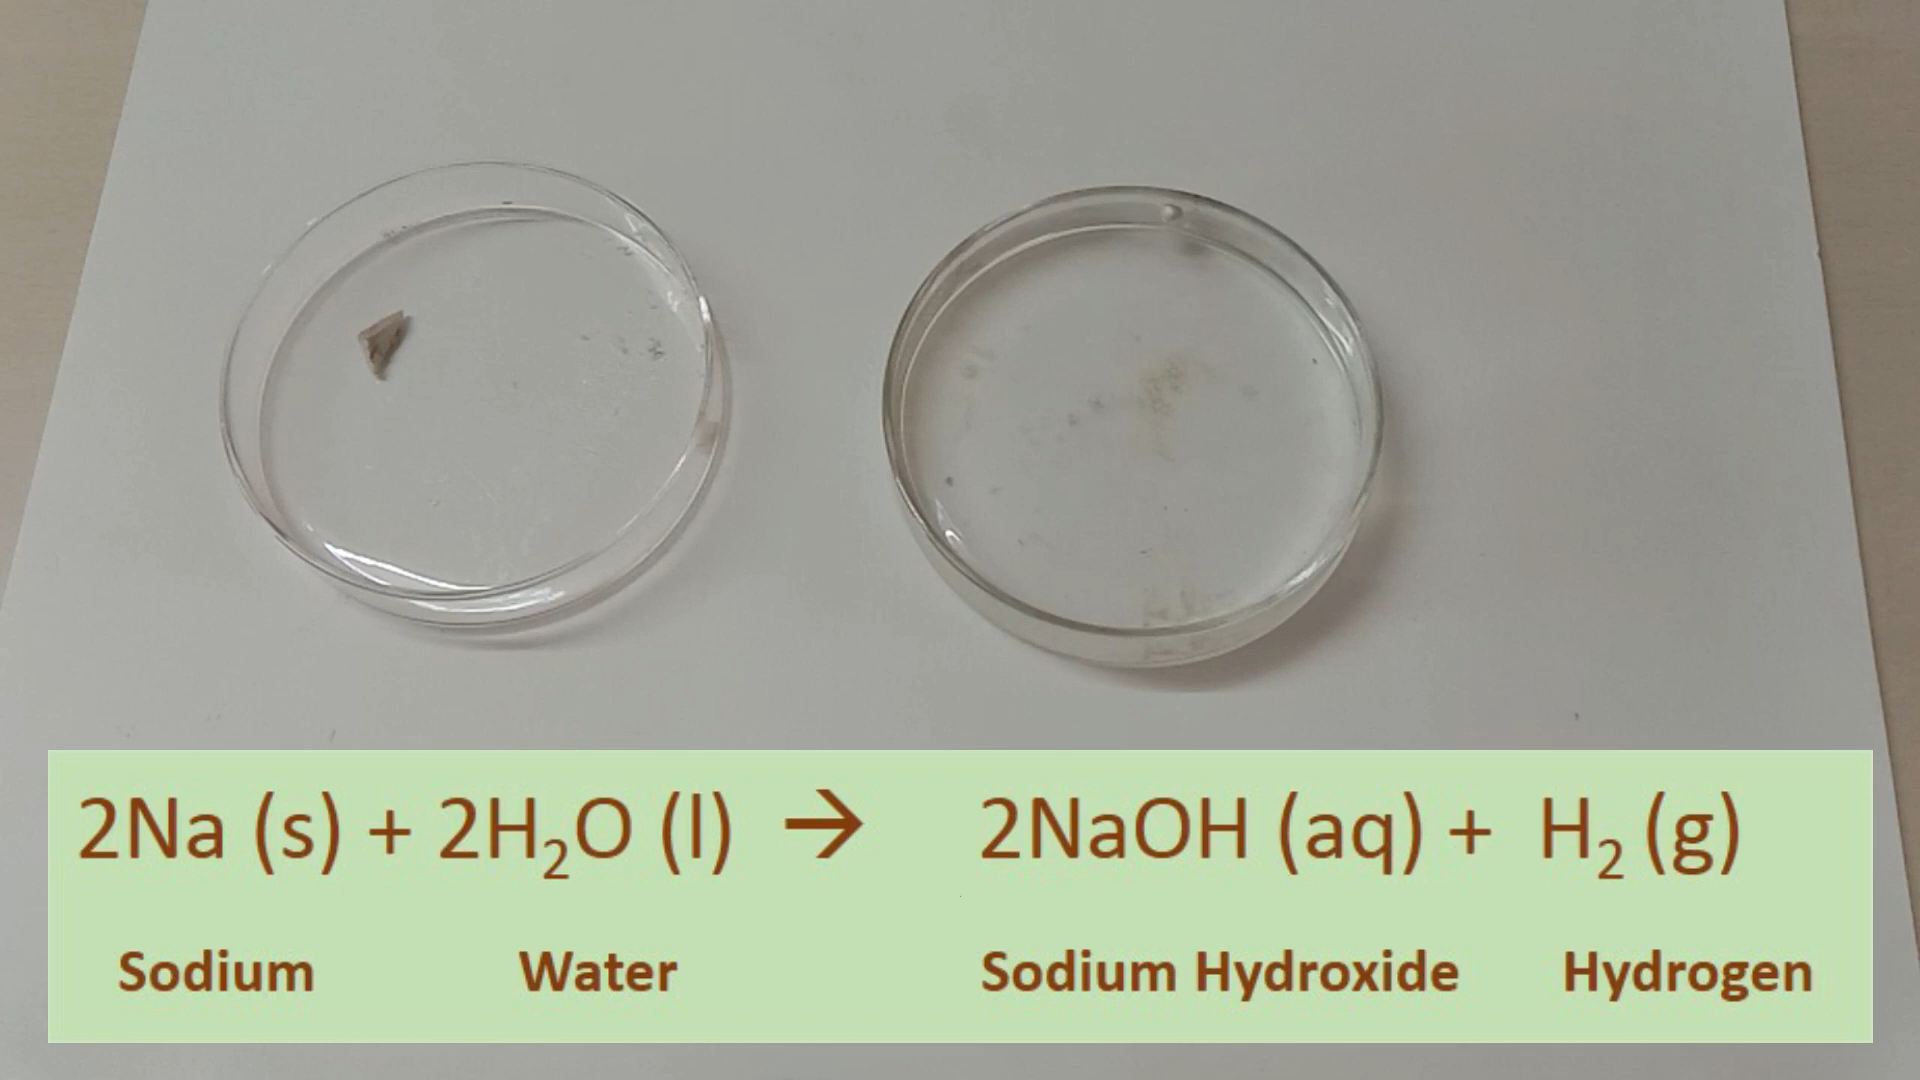 2Na (s) + 2H₂O (l) → 2NaOH (aq) + H₂ (g)
Sodium Water Sodium Hydroxide Hydrogen